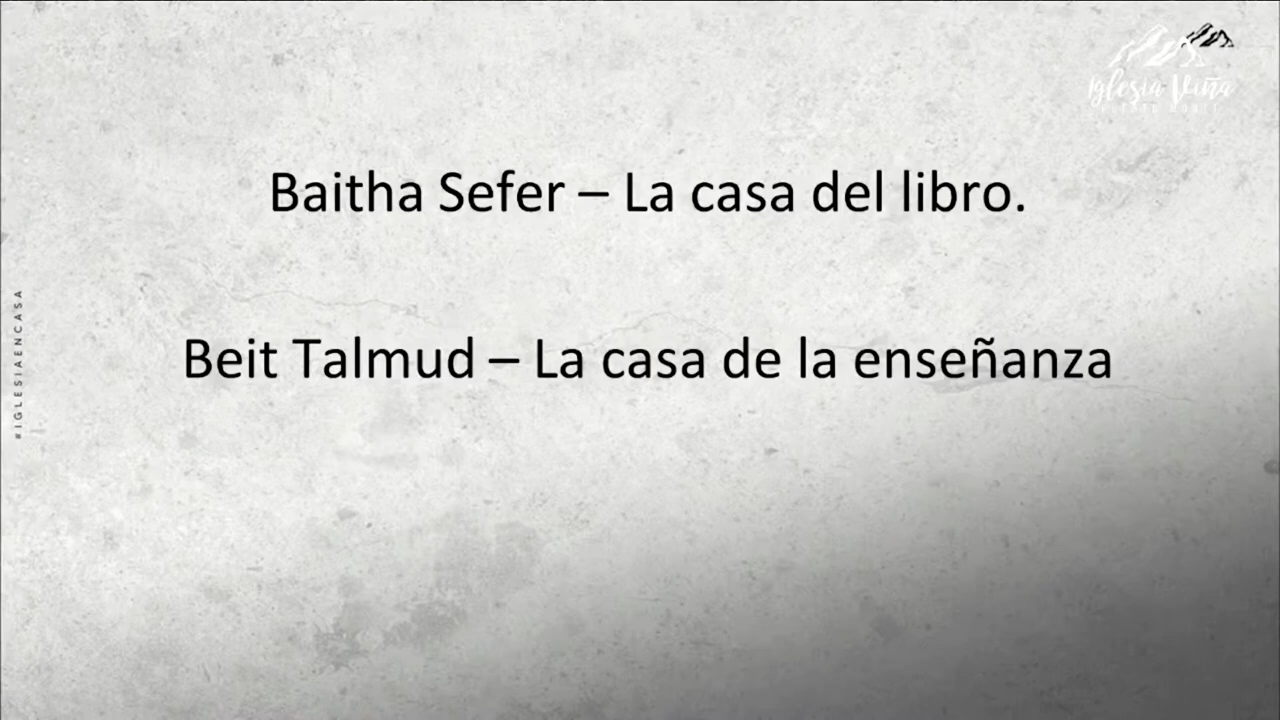 Iglesia Viña
Baitha Sefer – La casa del libro.
Beit Talmud – La casa de la enseñanza
#IGLESIAENCASA